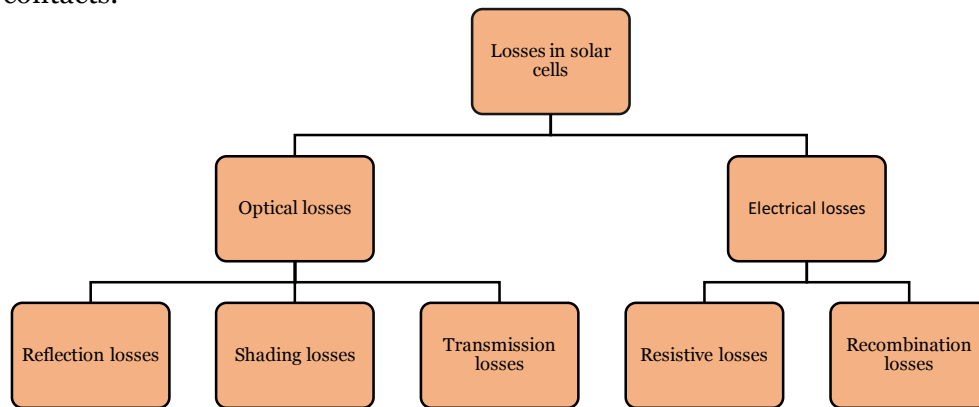 contacts.
Losses in solar
cells
Optical losses
Electrical losses
Reflection losses
Shading losses
Transmission
losses
Resistive losses
Recombination
losses